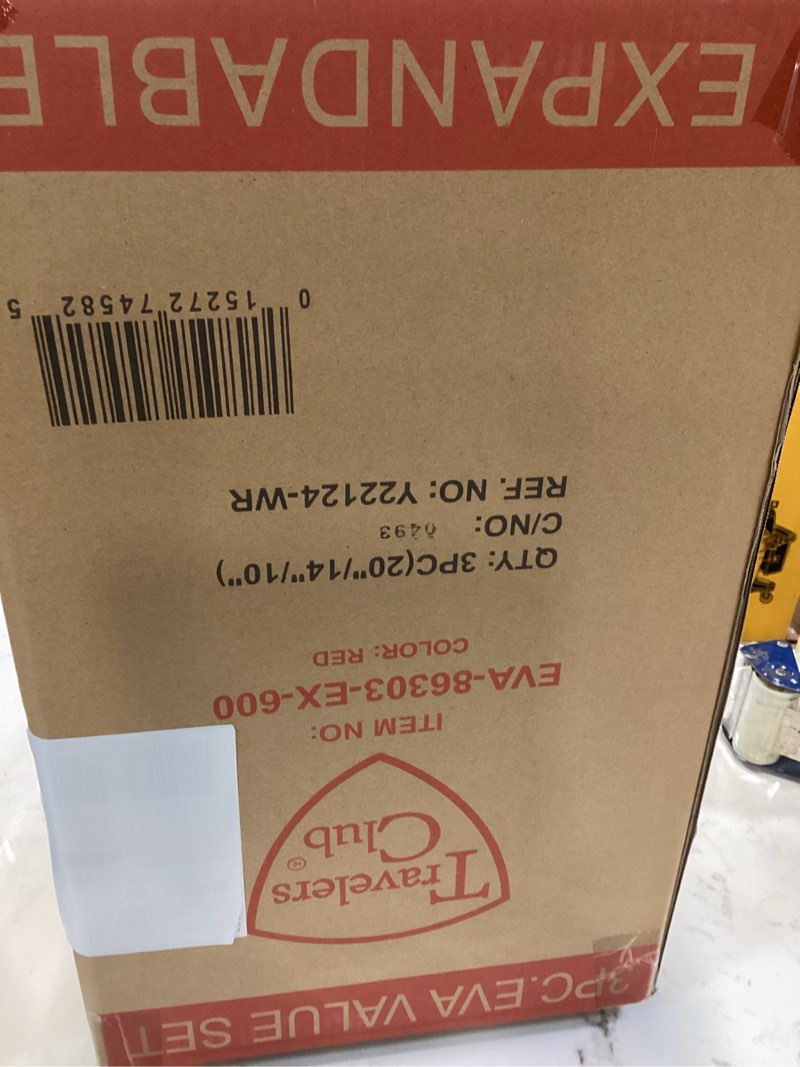 3PC.EVA VALUE SET
Travelers
Club®
ITEM NO:
EVA-86303-EX-600
COLOR: RED
QTY: 3PC(20"/14"/10")
C/NO: 0493
REF. NO: Y22124-WR
0 15272 74582 5
EXPANDABLE